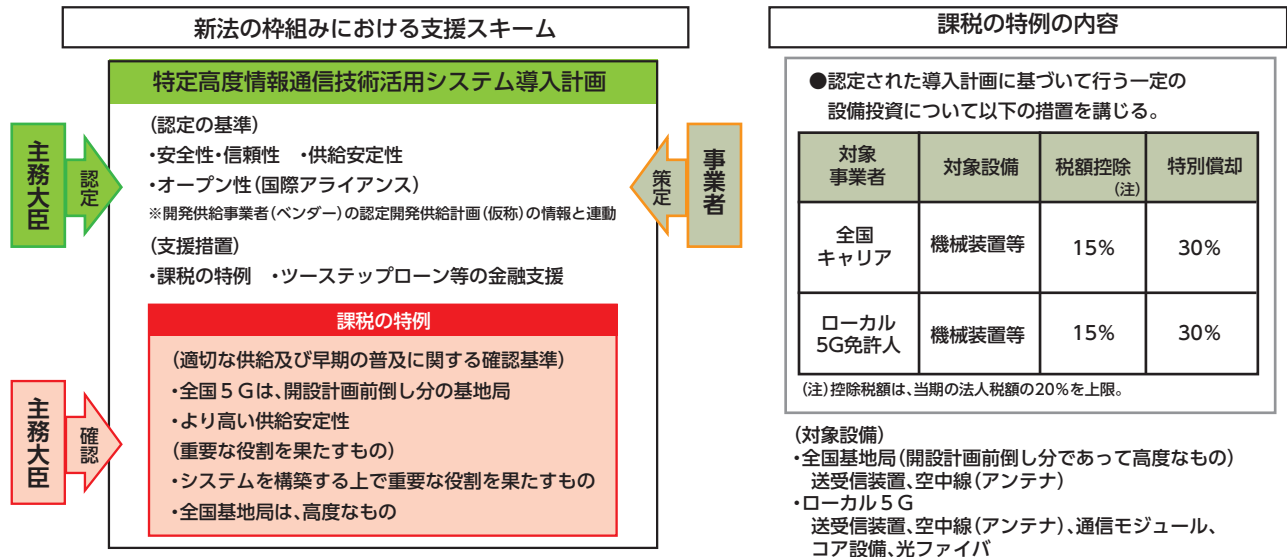 新法の枠組みにおける支援スキーム
特定高度情報通信技術活用システム導入計画
主務大臣
認定
(認定の基準)
・安全性・信頼性 ・供給安定性
・オープン性(国際アライアンス)
※開発供給事業者(ベンダー)の認定開発供給計画(仮称)の情報と連動
(支援措置)
・課税の特例 ・ツーステップローン等の金融支援
策定
事業者
課税の特例
主務大臣
確認
(適切な供給及び早期の普及に関する確認基準)
・全国5Gは、開設計画前倒し分の基地局
・より高い供給安定性
(重要な役割を果たすもの)
・システムを構築する上で重要な役割を果たすもの
・全国基地局は、高度なもの
課税の特例の内容
●認定された導入計画に基づいて行う一定の
設備投資について以下の措置を講じる。
対象
事業者
対象設備
税額控除
(注)
特別償却
全国
キャリア
機械装置等
15%
30%
ローカル
5G免許人
機械装置等
15%
30%
(注)控除税額は、当期の法人税額の20%を上限。
(対象設備)
・全国基地局(開設計画前倒し分であって高度なもの)
送受信装置、空中線(アンテナ)
・ローカル5G
送受信装置、空中線(アンテナ)、通信モジュール、
コア設備、光ファイバ